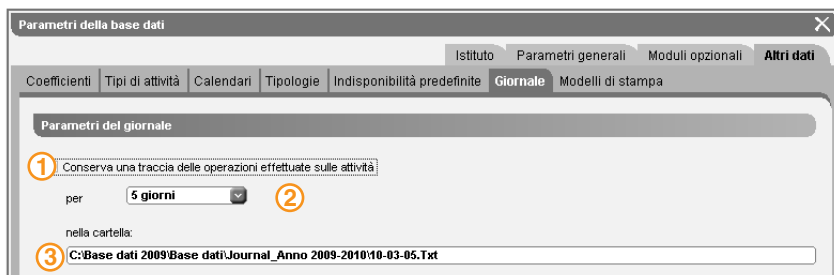 Parametri della base dati
Istituto Parametri generali Moduli opzionali Altri dati
Coefficienti Tipi di attività Calendari Tipologie Indisponibilità predefinite Giornale Modelli di stampa
Parametri del giornale
1 Conserva una traccia delle operazioni effettuate sulle attività
per 5 giorni 2
nella cartella:
3 C:\Base dati 2009\Base dati\Journal_Anno 2009-2010\10-03-05.Txt